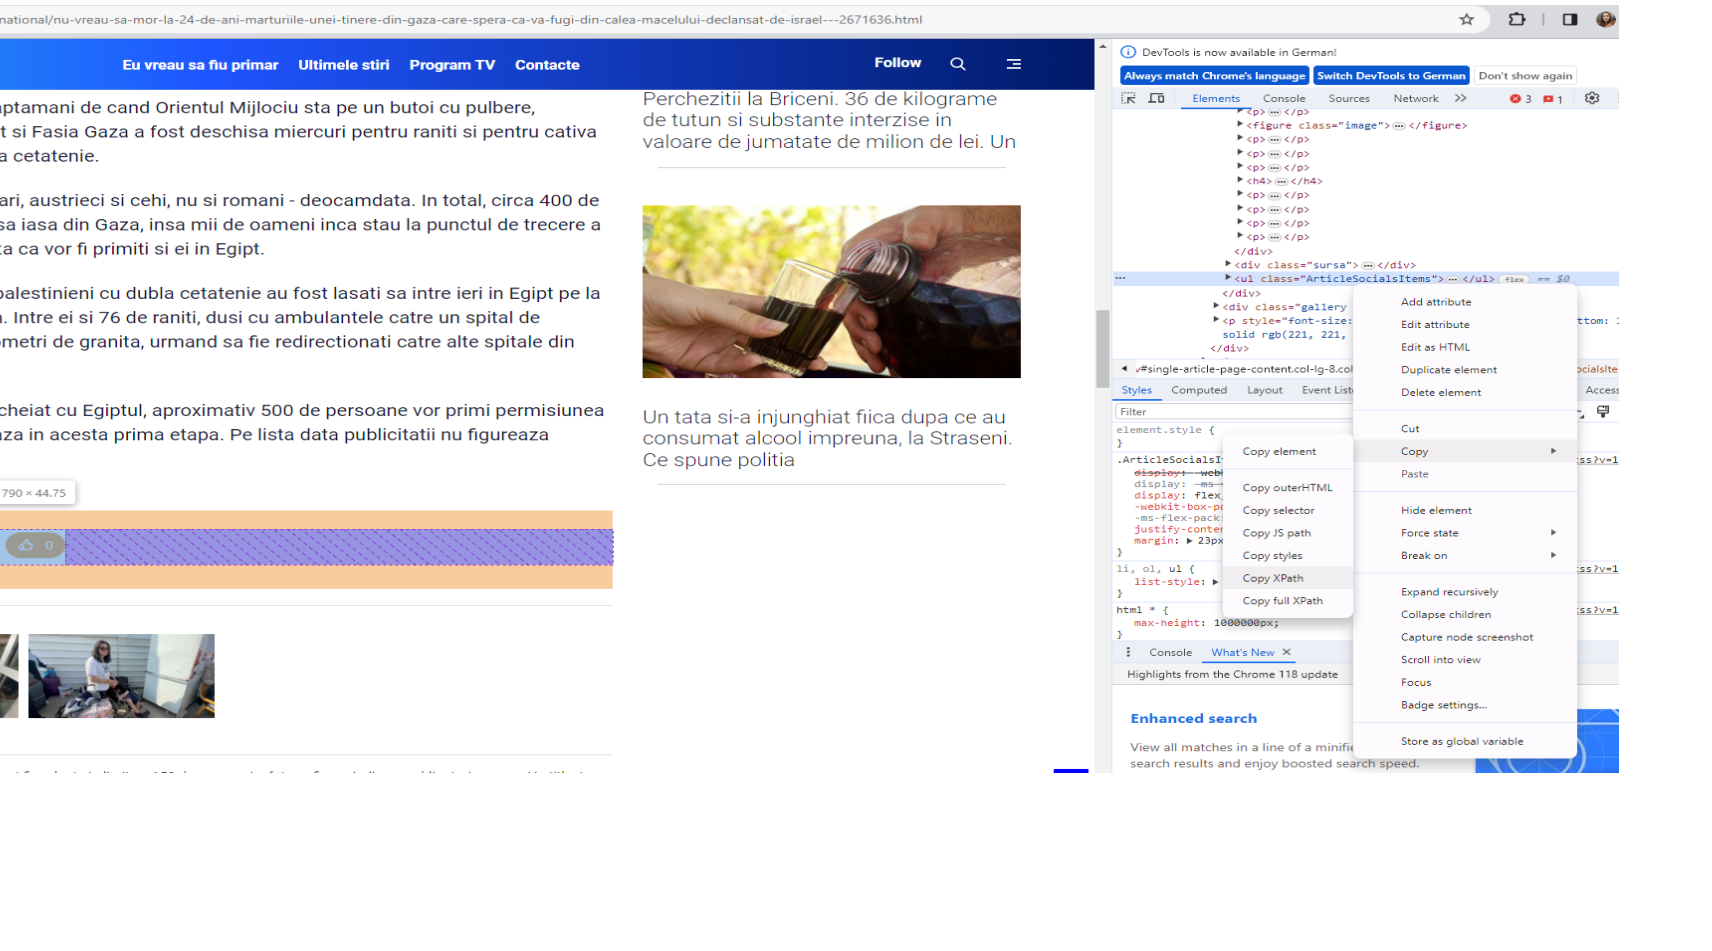 national/nu-vreau-sa-mor-la-24-de-ani-marturiile-unei-tinere-din-gaza-care-spera-ca-va-fugi-din-calea-macelului-declansat-de-israel---2671636.html
Eu vreau sa fiu primar Ultimele stiri Program TV Contacte Follow
aptamani de cand Orientul Mijlociu sta pe un butoi cu pulbere,
t si Fasia Gaza a fost deschisa miercuri pentru raniti si pentru cativa
a cetatenie.
ari, austrieci si cehi, nu si romani - deocamdata. In total, circa 400 de
sa iasa din Gaza, insa mii de oameni inca stau la punctul de trecere a
ta ca vor fi primiti si ei in Egipt.
palestinieni cu dubla cetatenie au fost lasati sa intre ieri in Egipt pe la
. Intre ei si 76 de raniti, dusi cu ambulantele catre un spital de
ometri de granita, urmand sa fie redirectionati catre alte spitale din
cheiat cu Egiptul, aproximativ 500 de persoane vor primi permisiunea
aza in acesta prima etapa. Pe lista data publicitatii nu figureaza
790 × 44.75
0
Perchezitii la Briceni. 36 de kilograme
de tutun si substante interzise in
valoare de jumatate de milion de lei. Un
Un tata si-a injunghiat fiica dupa ce au
consumat alcool impreuna, la Straseni.
Ce spune politia
DevTools is now available in German!
Always match Chrome's language Switch DevTools to German Don't show again
Elements Console Sources Network 3 1
<p> </p>
<figure class="image"> </figure>
<p> </p>
<p> </p>
<p> </p>
<h4> </h4>
<p> </p>
<p> </p>
<p> </p>
<p> </p>
</div>
<div class="sursa"> </div>
<ul class="ArticleSocialsItems"> </ul> flex == $0
</div>
<div class="gallery
<p style="font-size: ttom: 1
solid rgb(221, 221,
</div>
v#single-article-page-content.col-lg-8.col ocialsIte
Styles Computed Layout Event List Access
Filter
element.style {
}
.ArticleSocialsIt css?v=1
display: -web
display: -ms-
display: flex;
-webkit-box-pa
-ms-flex-pack:
justify-conter
margin: 23px
}
li, ol, ul { css?v=1
list-style:
}
html * { css?v=1
max-height: 1000000px;
}
Console What's New
Highlights from the Chrome 118 update
Enhanced search
View all matches in a line of a minifie
search results and enjoy boosted search speed.
Copy element
Copy outerHTML
Copy selector
Copy JS path
Copy styles
Copy XPath
Copy full XPath
Add attribute
Edit attribute
Edit as HTML
Duplicate element
Delete element
Cut
Copy
Paste
Hide element
Force state
Break on
Expand recursively
Collapse children
Capture node screenshot
Scroll into view
Focus
Badge settings...
Store as global variable